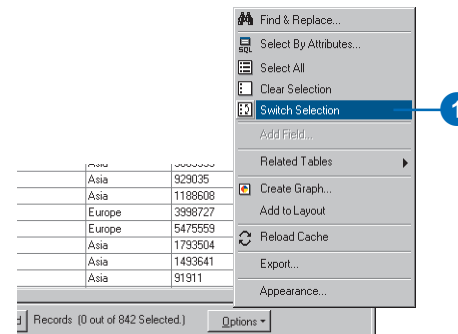 Find & Replace...
SQL Select By Attributes...
Select All
Clear Selection
Switch Selection
1
Add Field...
Related Tables
Create Graph...
Add to Layout
Reload Cache
Export...
Appearance...
Asia 929035
Asia 1188608
Europe 3998727
Europe 5475559
Asia 1793504
Asia 1493641
Asia 91911
Records (0 out of 842 Selected.) Options